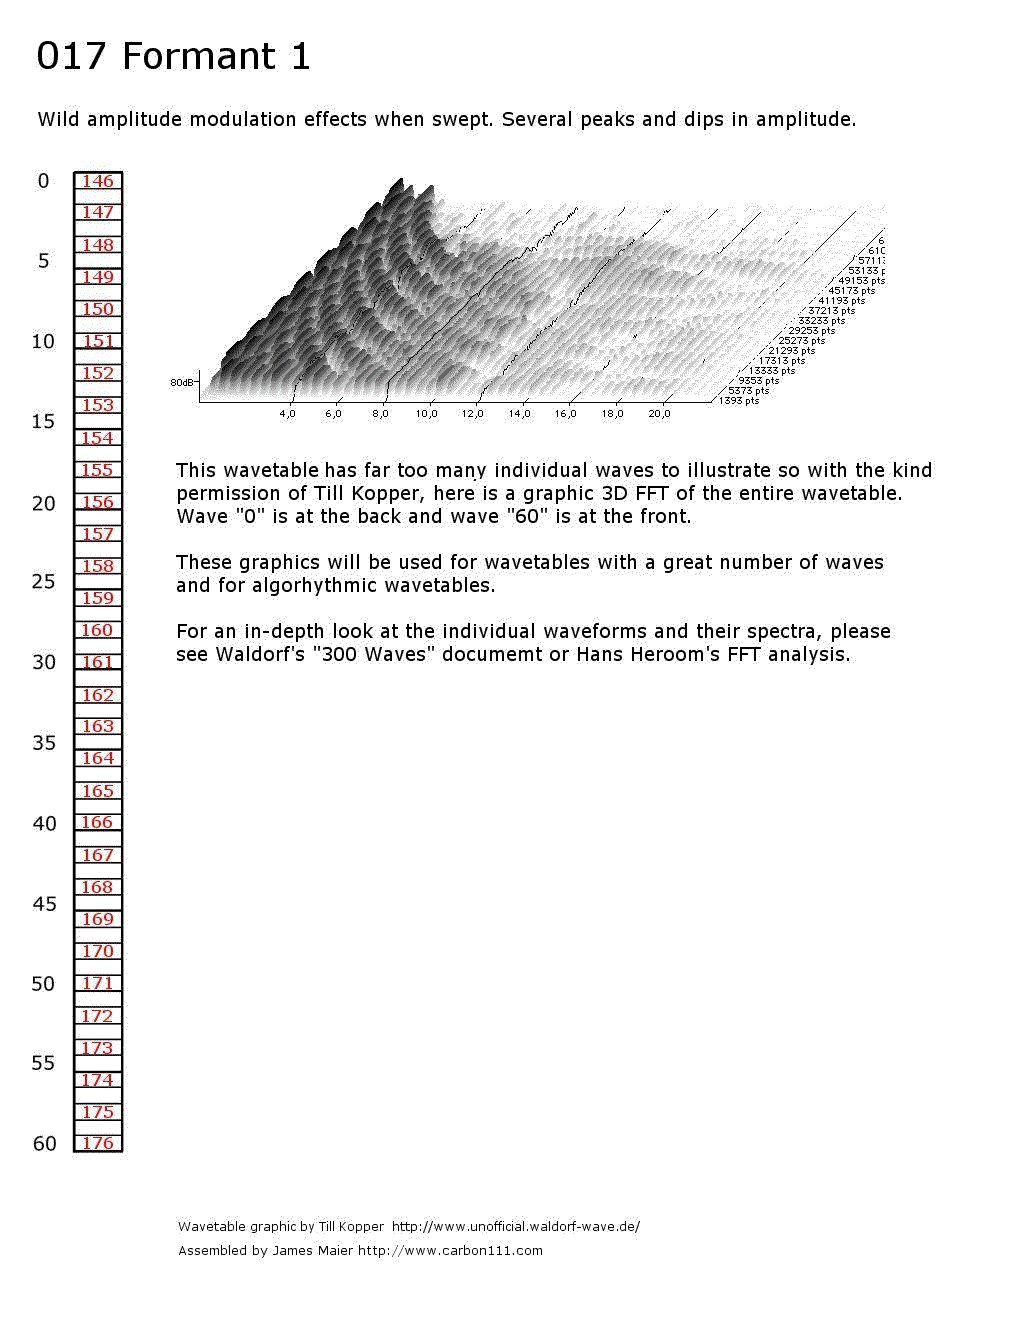 017 Formant 1
Wild amplitude modulation effects when swept. Several peaks and dips in amplitude.
0
146
147
148
5
149
150
10
151
152
153
15
154
155
20
156
157
158
25
159
160
30
161
162
163
35
164
165
40
166
167
168
45
169
170
50
171
172
173
55
174
175
60
176
6
610
5711
53133 p
49153 pts
45173 pts
41193 pts
37213 pts
33233 pts
29253 pts
25273 pts
21293 pts
17313 pts
13333 pts
9353 pts
5373 pts
1393 pts
80dB
4,0 6,0 8,0 10,0 12,0 14,0 16,0 18,0 20,0
This wavetable has far too many individual waves to illustrate so with the kind
permission of Till Kopper, here is a graphic 3D FFT of the entire wavetable.
Wave "0" is at the back and wave "60" is at the front.
These graphics will be used for wavetables with a great number of waves
and for algorhythmic wavetables.
For an in-depth look at the individual waveforms and their spectra, please
see Waldorf's "300 Waves" documemt or Hans Heroom's FFT analysis.
Wavetable graphic by Till Kopper http://www.unofficial.waldorf-wave.de/
Assembled by James Maier http://www.carbon111.com